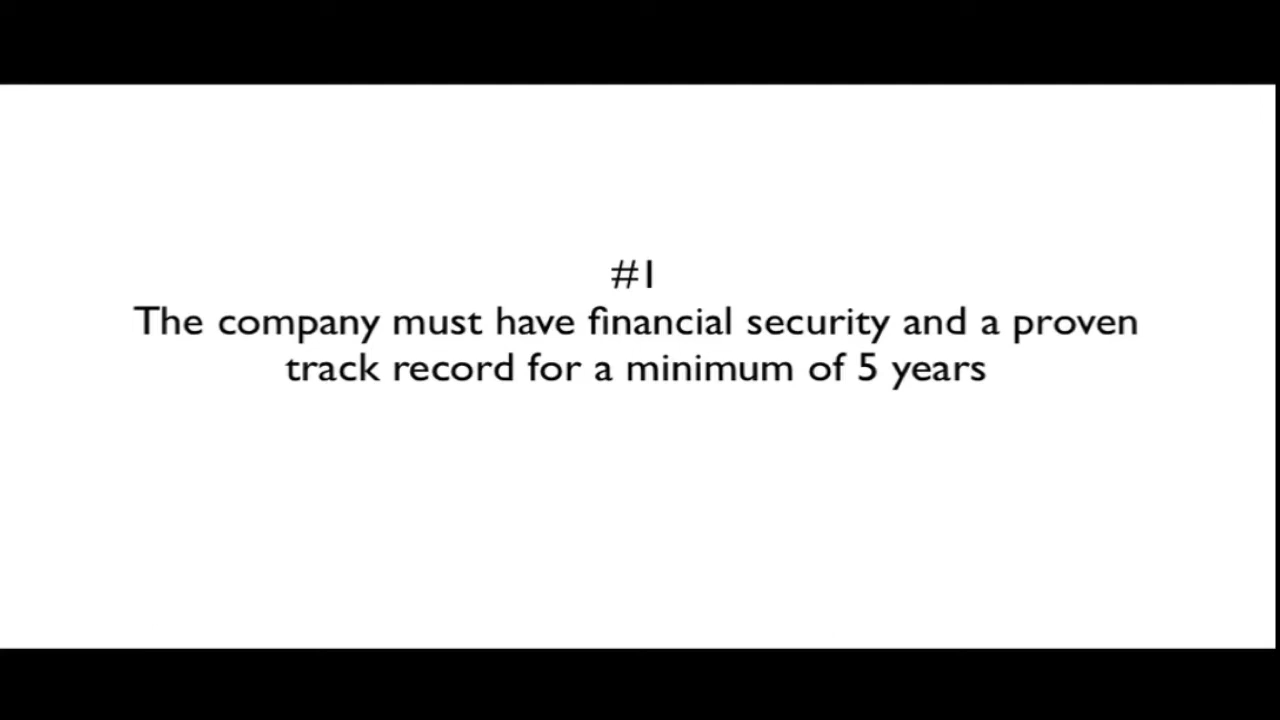 #1
The company must have financial security and a proven
track record for a minimum of 5 years